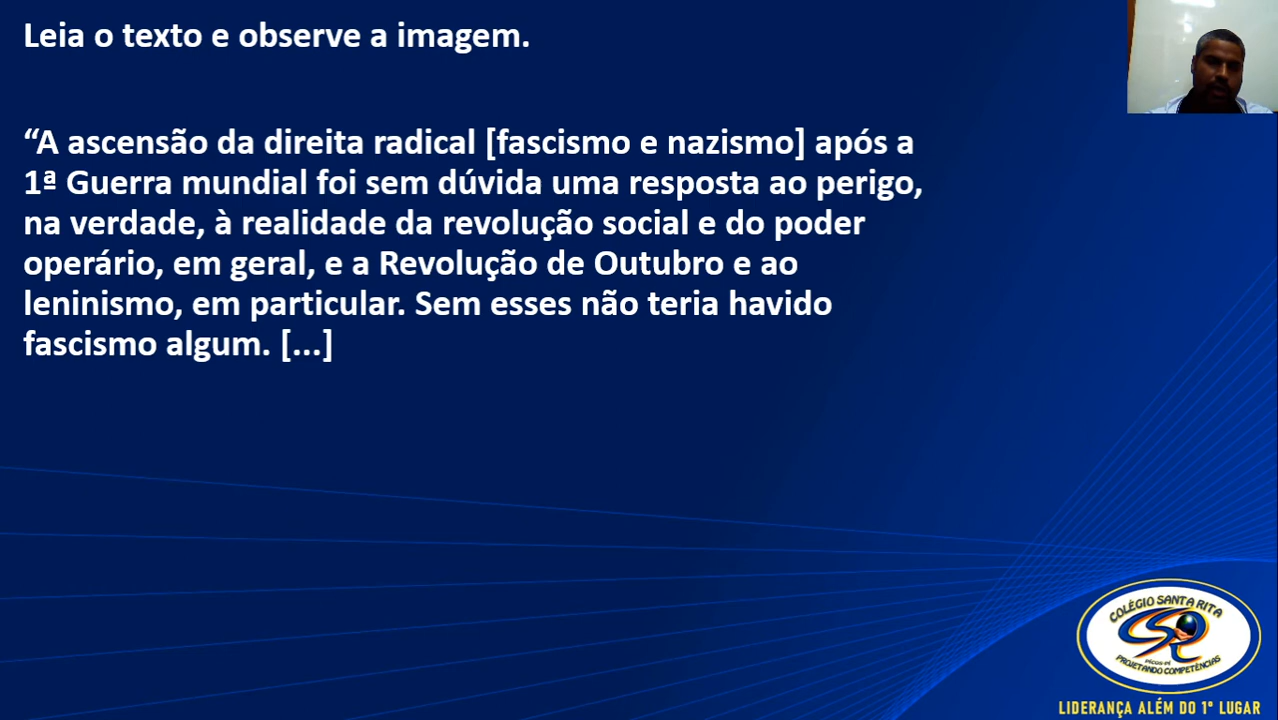 Leia o texto e observe a imagem.
“A ascensão da direita radical [fascismo e nazismo] após a
1ª Guerra mundial foi sem dúvida uma resposta ao perigo,
na verdade, à realidade da revolução social e do poder
operário, em geral, e a Revolução de Outubro e ao
leninismo, em particular. Sem esses não teria havido
fascismo algum. [...]
COLÉGIO SANTA RITA
PICOS-PI
PROJETANDO COMPETÊNCIAS
LIDERANÇA ALÉM DO 1º LUGAR